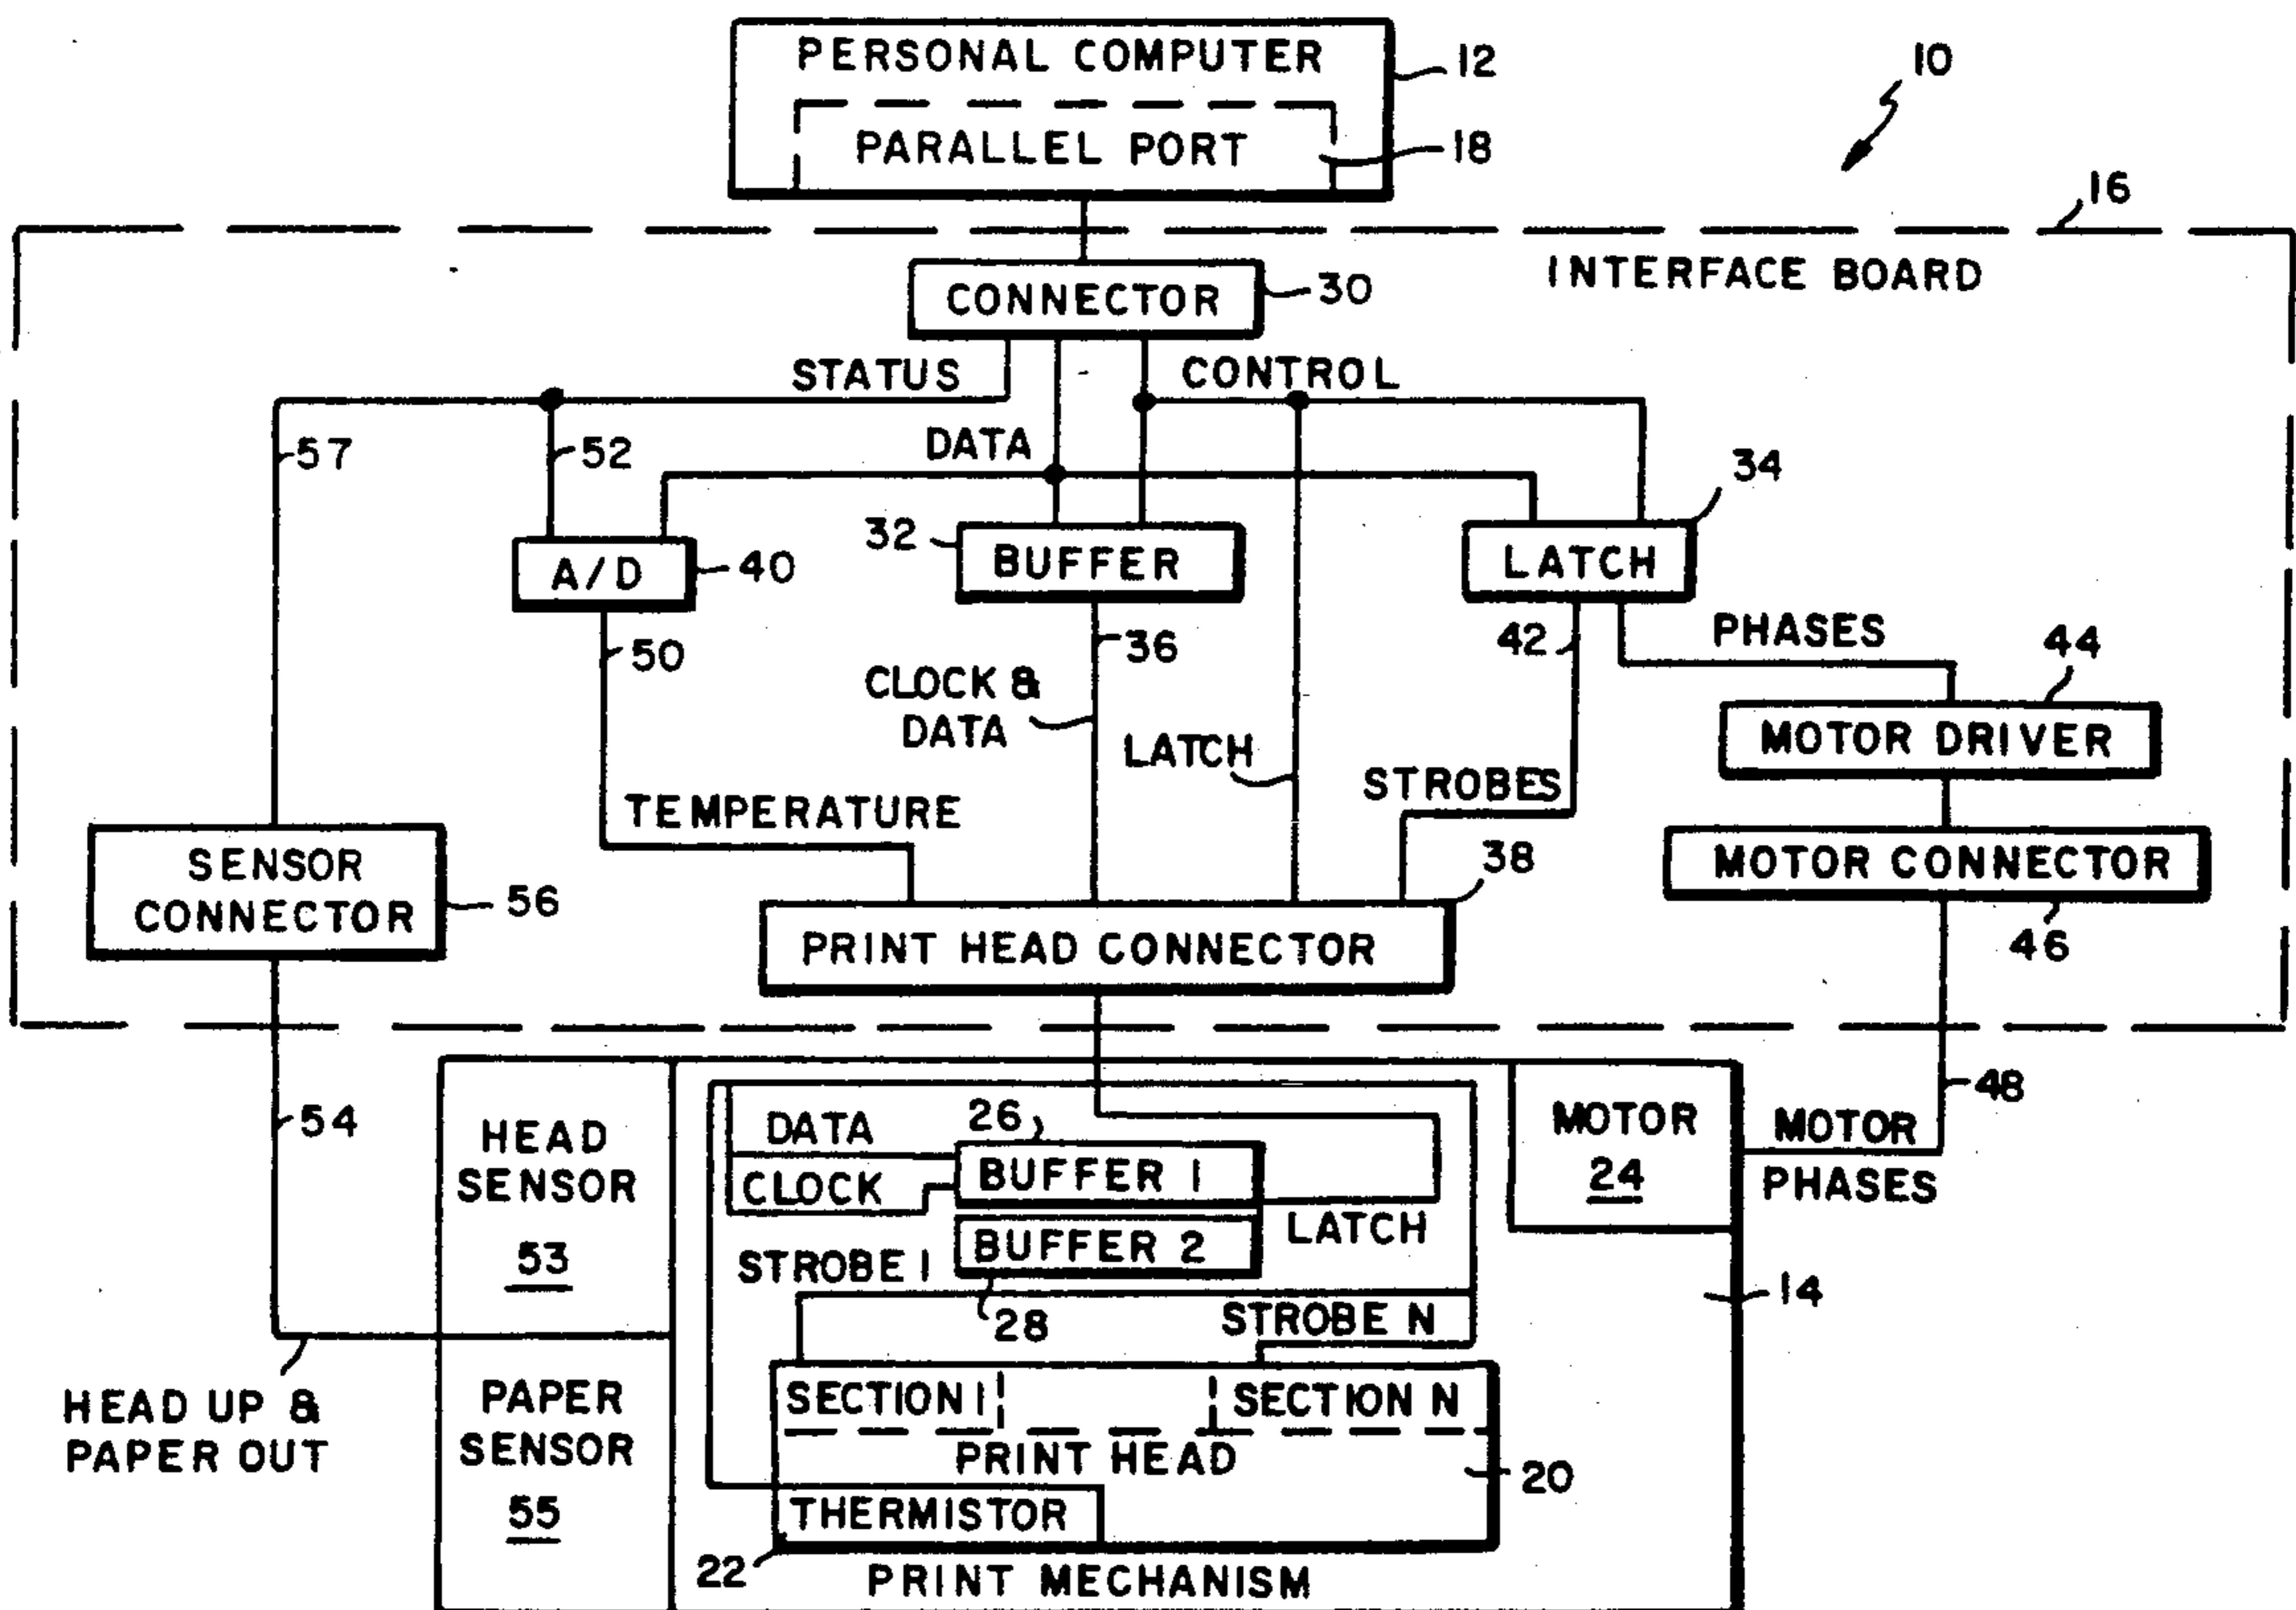 PERSONAL COMPUTER
12
10
PARALLEL PORT
18
16
INTERFACE BOARD
CONNECTOR
30
STATUS
CONTROL
57
52
DATA
34
32
BUFFER
LATCH
A/D
40
50
36
42
PHASES
44
CLOCK &
DATA
LATCH
MOTOR DRIVER
STROBES
TEMPERATURE
38
SENSOR
CONNECTOR
56
MOTOR CONNECTOR
46
PRINT HEAD CONNECTOR
48
54
HEAD
SENSOR
53
DATA
26
BUFFER 1
CLOCK
MOTOR
24
MOTOR
PHASES
LATCH
BUFFER 2
STROBE 1
28
STROBE N
14
HEAD UP &
PAPER OUT
PAPER
SENSOR
55
SECTION 1
SECTION N
PRINT HEAD
20
THERMISTOR
22
PRINT MECHANISM